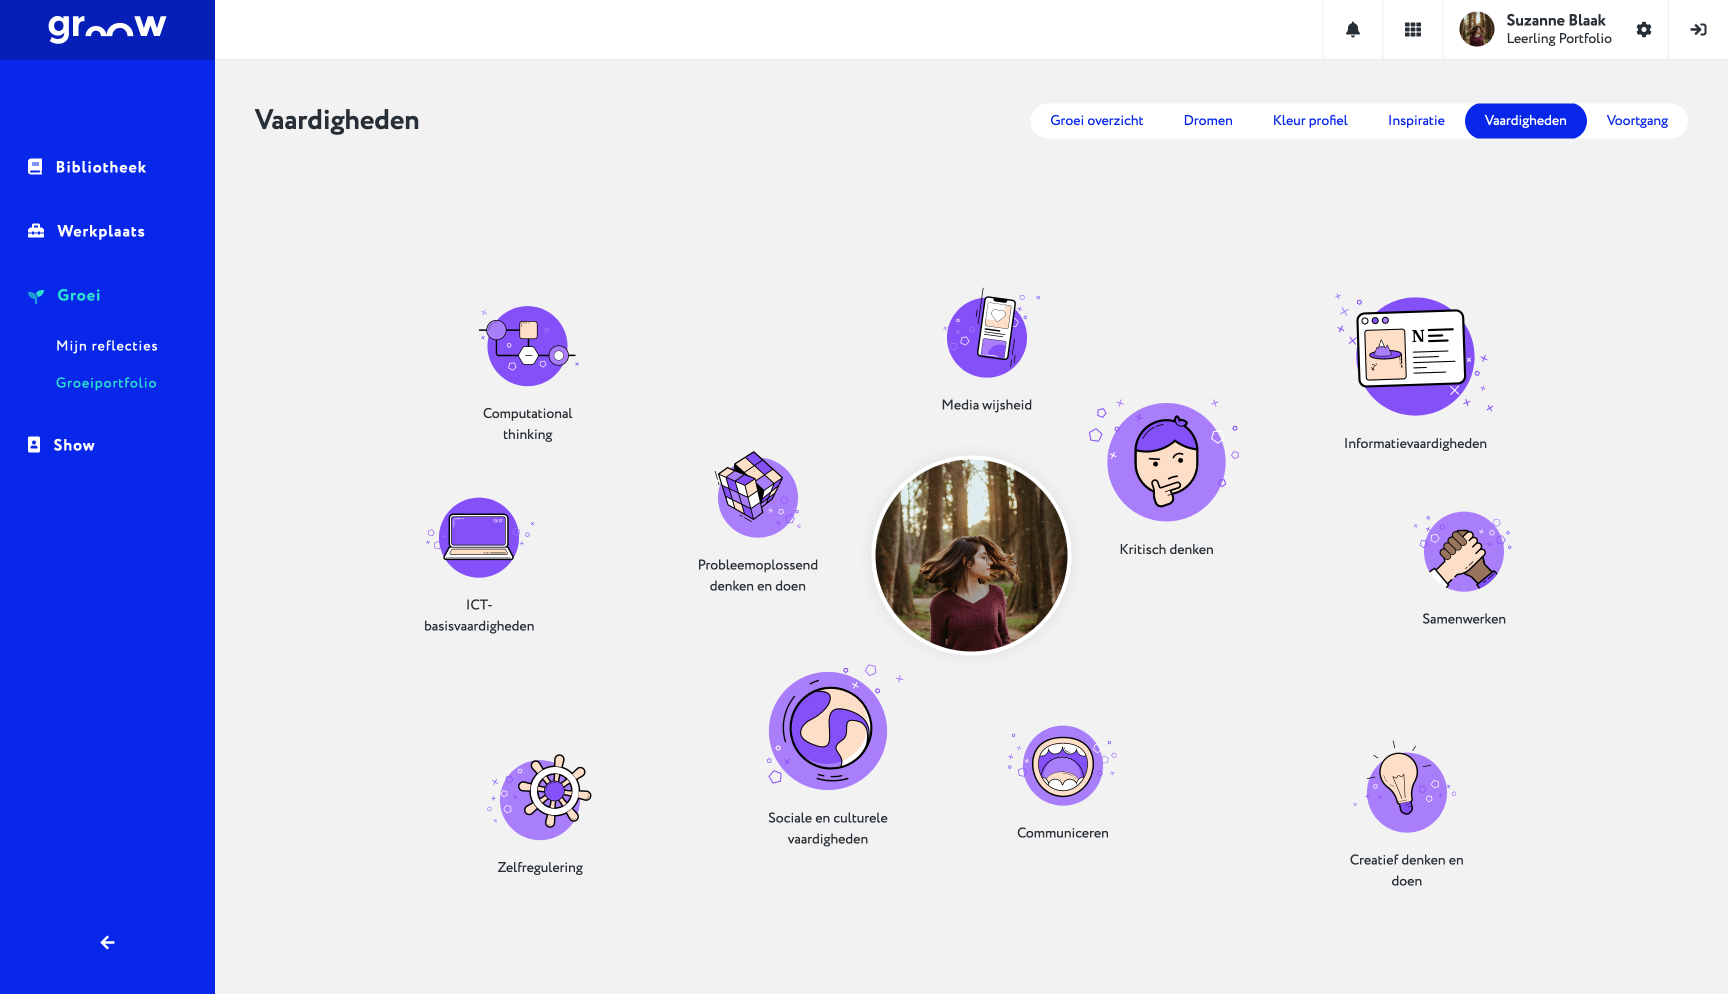 groow
Suzanne Blaak
Leerling Portfolio
Vaardigheden
Groei overzicht
Dromen
Kleur profiel
Inspiratie
Vaardigheden
Voortgang
Bibliotheek
Werkplaats
Groei
Mijn reflecties
Groeiportfolio
Show
Computational
thinking
Media wijsheid
N
Informatievaardigheden
Kritisch denken
Probleemoplossend
denken en doen
ICT-
basisvaardigheden
Samenwerken
Sociale en culturele
vaardigheden
Communiceren
Zelfregulering
Creatief denken en
doen